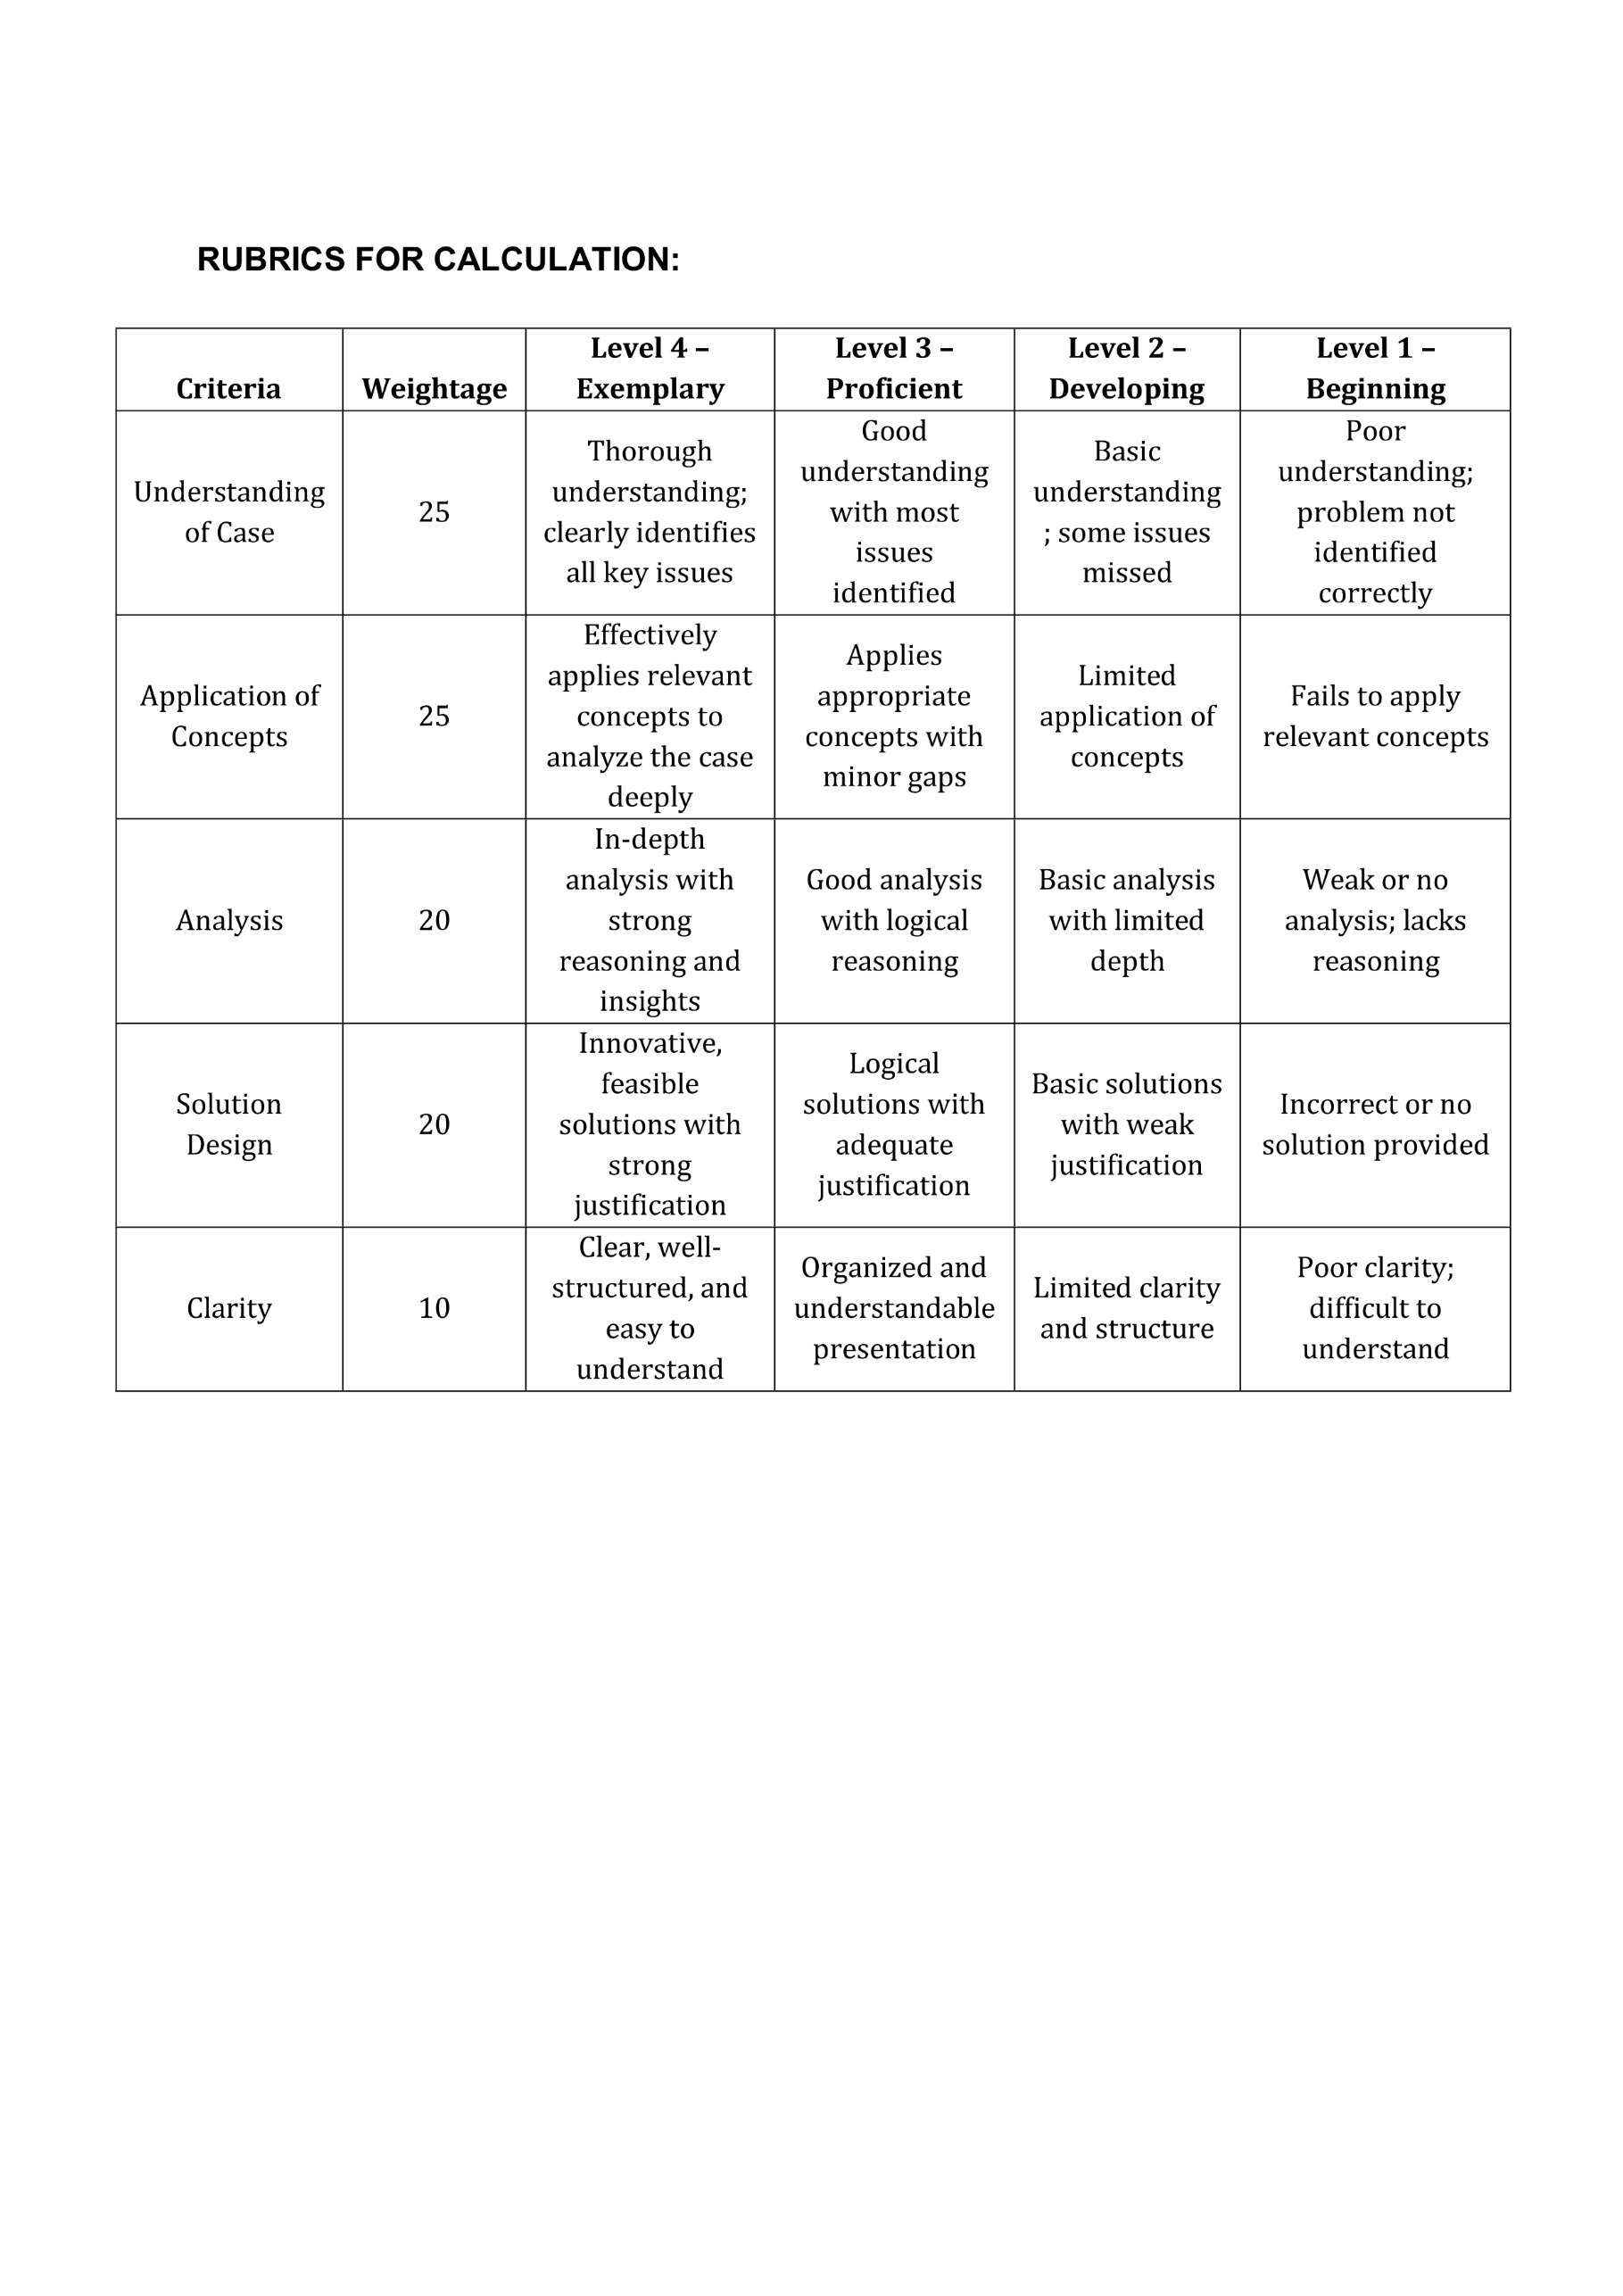 RUBRICS FOR CALCULATION:
Criteria
Weightage
Level 4 –
Exemplary
Level 3 –
Proficient
Level 2 –
Developing
Level 1 –
Beginning
Understanding
of Case
25
Thorough
understanding;
clearly identifies
all key issues
Good
understanding
with most
issues
identified
Basic
understanding
; some issues
missed
Poor
understanding;
problem not
identified
correctly
Application of
Concepts
25
Effectively
applies relevant
concepts to
analyze the case
deeply
Applies
appropriate
concepts with
minor gaps
Limited
application of
concepts
Fails to apply
relevant concepts
Analysis
20
In-depth
analysis with
strong
reasoning and
insights
Good analysis
with logical
reasoning
Basic analysis
with limited
depth
Weak or no
analysis; lacks
reasoning
Solution
Design
20
Innovative,
feasible
solutions with
strong
justification
Logical
solutions with
adequate
justification
Basic solutions
with weak
justification
Incorrect or no
solution provided
Clarity
10
Clear, well-
structured, and
easy to
understand
Organized and
understandable
presentation
Limited clarity
and structure
Poor clarity;
difficult to
understand